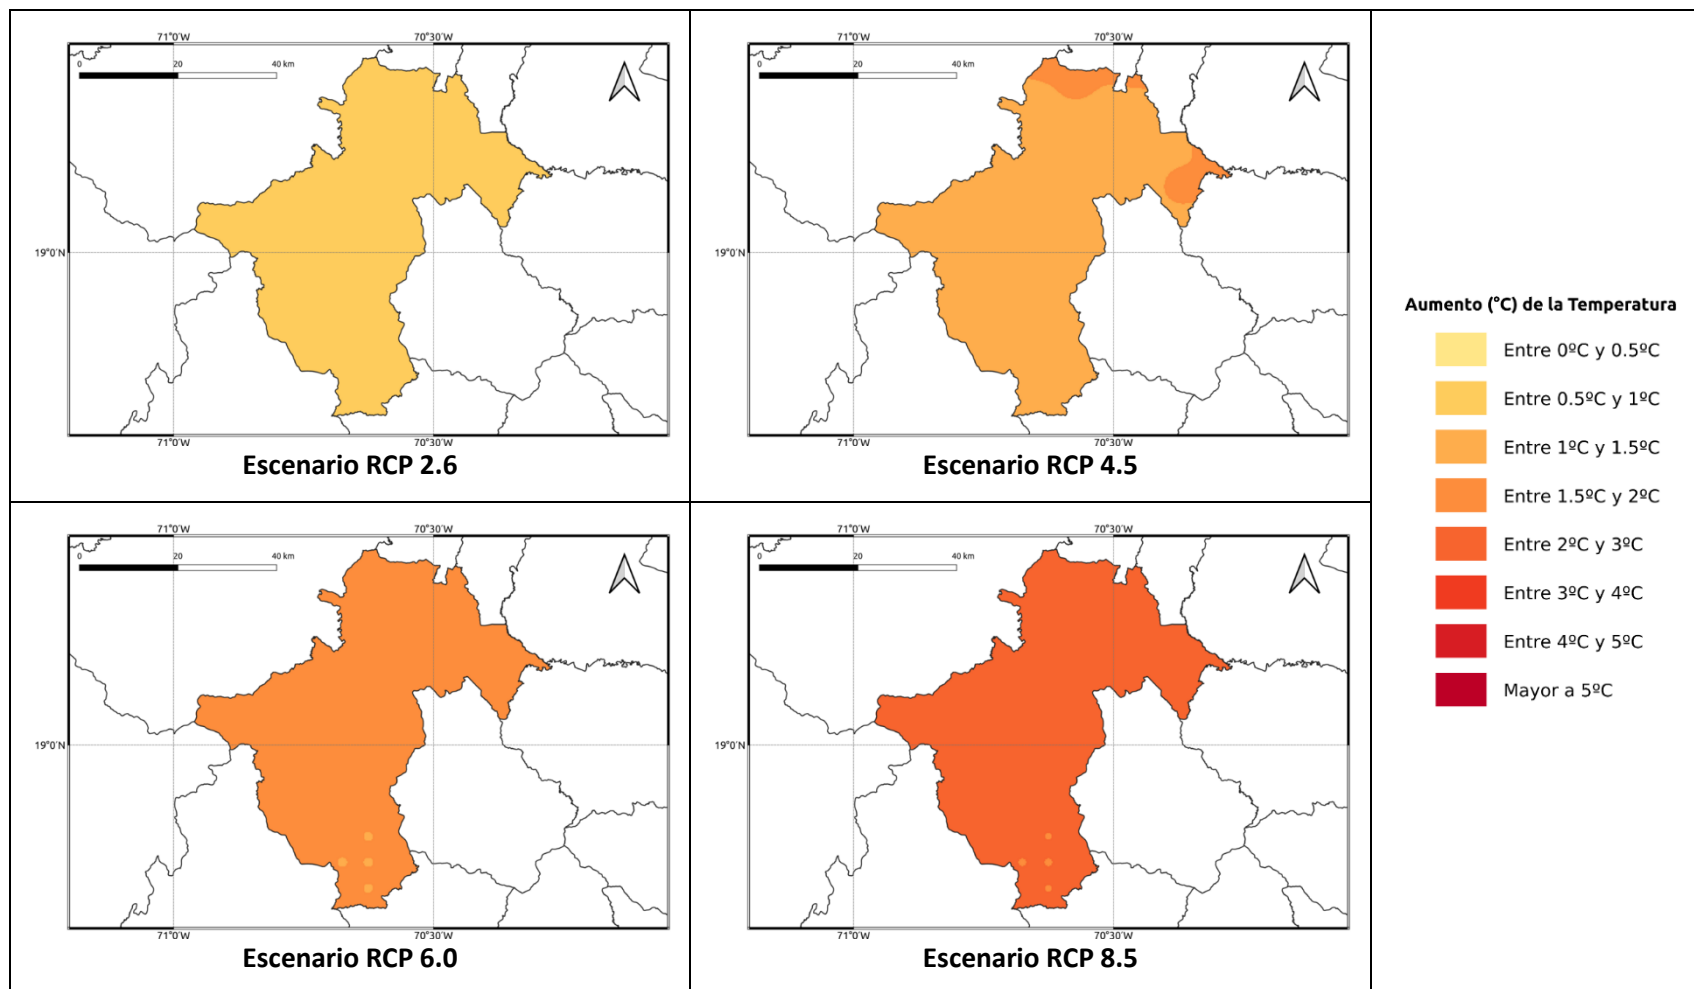 71°0'W 70°30'W
0 20 40 km
19°0'N
71°0'W 70°30'W
Escenario RCP 2.6
71°0'W 70°30'W
0 20 40 km
19°0'N
71°0'W 70°30'W
Escenario RCP 4.5
71°0'W 70°30'W
0 20 40 km
19°0'N
71°0'W 70°30'W
Escenario RCP 6.0
71°0'W 70°30'W
0 20 40 km
19°0'N
71°0'W 70°30'W
Escenario RCP 8.5
Aumento (°C) de la Temperatura
Entre 0ºC y 0.5ºC
Entre 0.5ºC y 1ºC
Entre 1ºC y 1.5ºC
Entre 1.5ºC y 2ºC
Entre 2ºC y 3ºC
Entre 3ºC y 4ºC
Entre 4ºC y 5ºC
Mayor a 5ºC